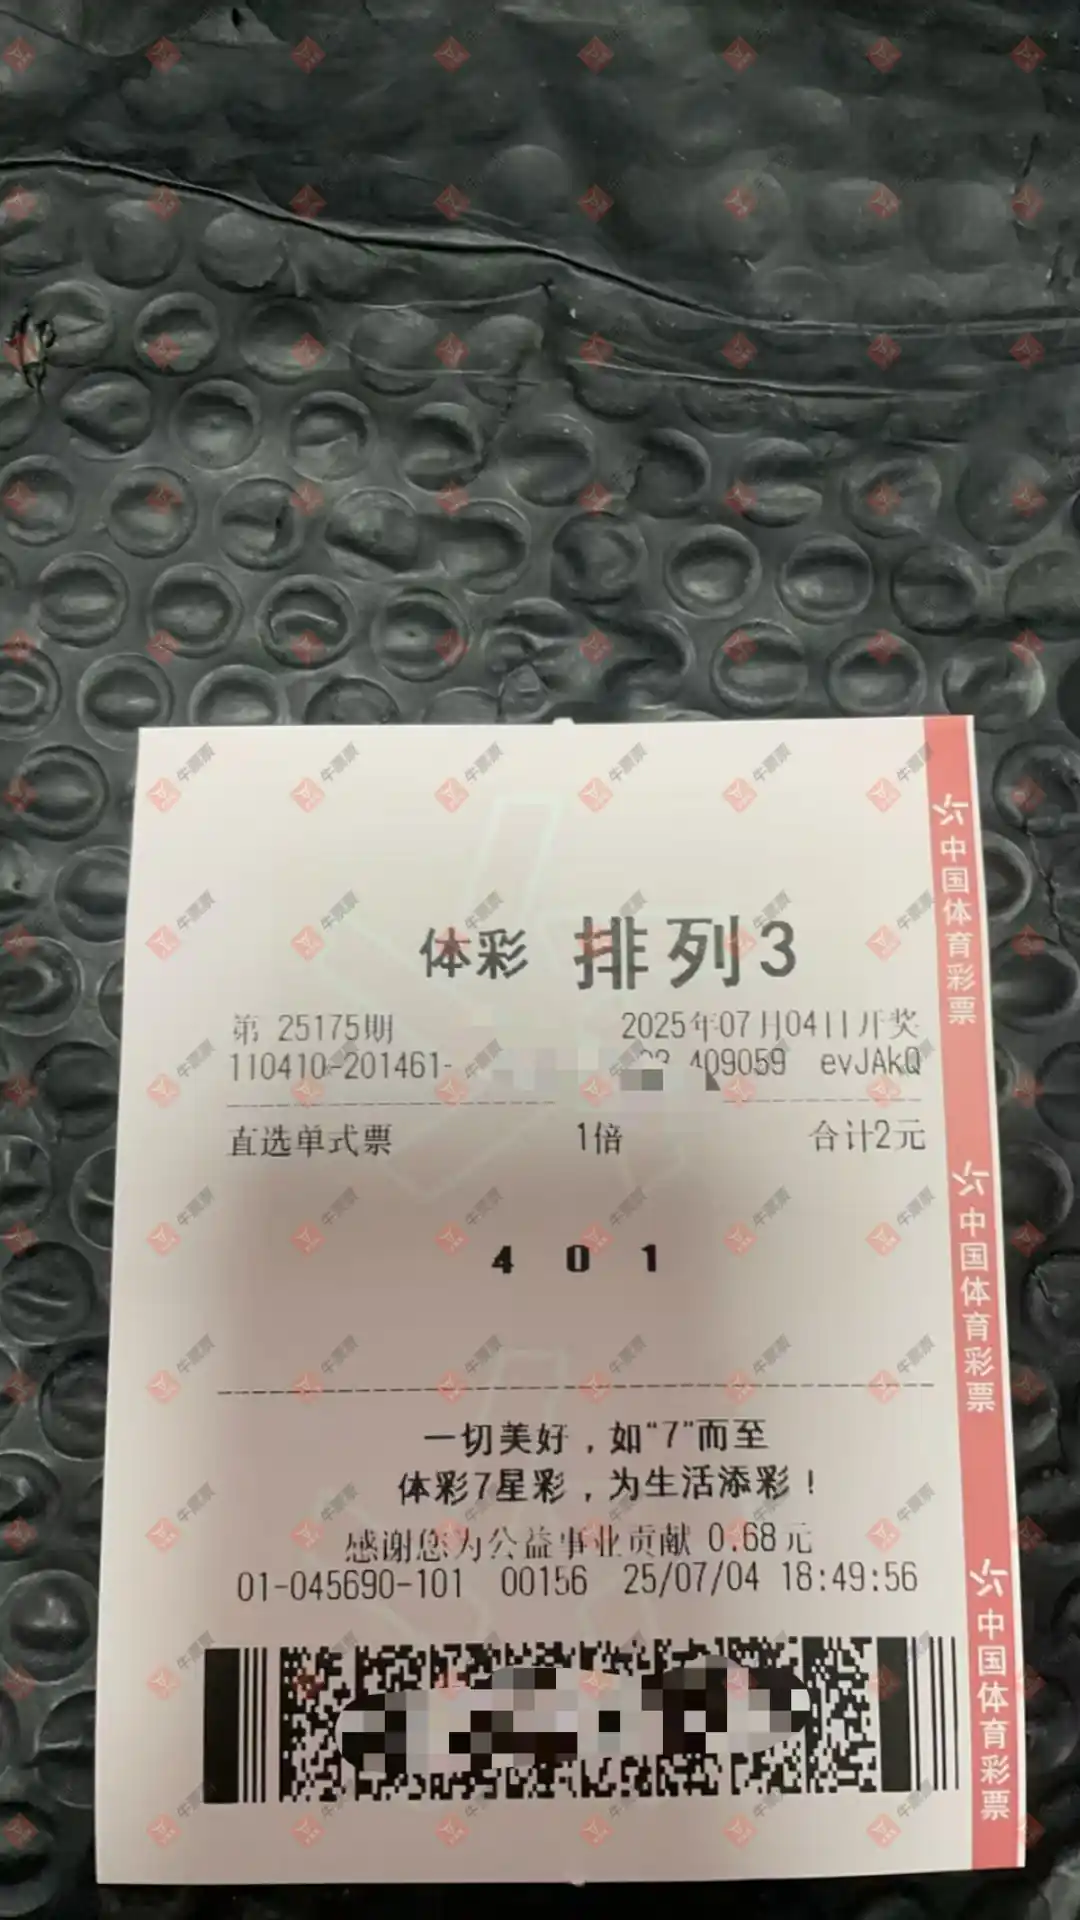 体彩 排列3
第 25175期 2025年07月04日开奖
110410-201461- 409059 evJAkQ
直选单式票 1倍 合计2元
4 0 1
一切美好，如“7”而至
体彩7星彩，为生活添彩！
感谢您为公益事业贡献 0.68元
01-045690-101 00156 25/07/04 18:49:56
中国体育彩票
中国体育彩票
中国体育彩票
牛票票